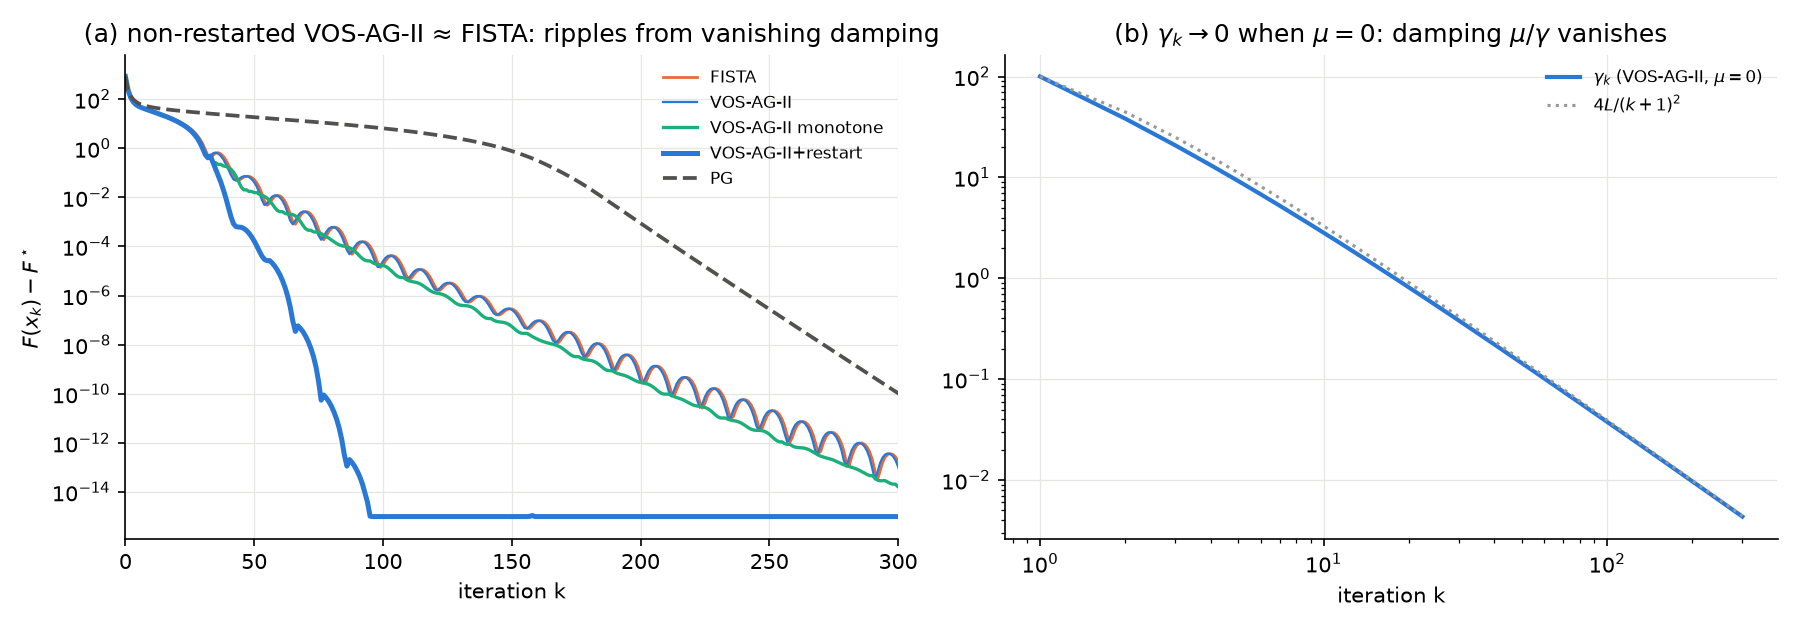 (a) non-restarted VOS-AG-II ≈ FISTA: ripples from vanishing damping
F(x_k) − F^⋆
10^2
10^0
10^−2
10^−4
10^−6
10^−8
10^−10
10^−12
10^−14
FISTA
VOS-AG-II
VOS-AG-II monotone
VOS-AG-II+restart
PG
0 50 100 150 200 250 300
iteration k
(b) γ_k → 0 when μ = 0: damping μ/γ vanishes
10^2
10^1
10^0
10^−1
10^−2
γ_k (VOS-AG-II, μ = 0)
4L/(k + 1)^2
10^0 10^1 10^2
iteration k